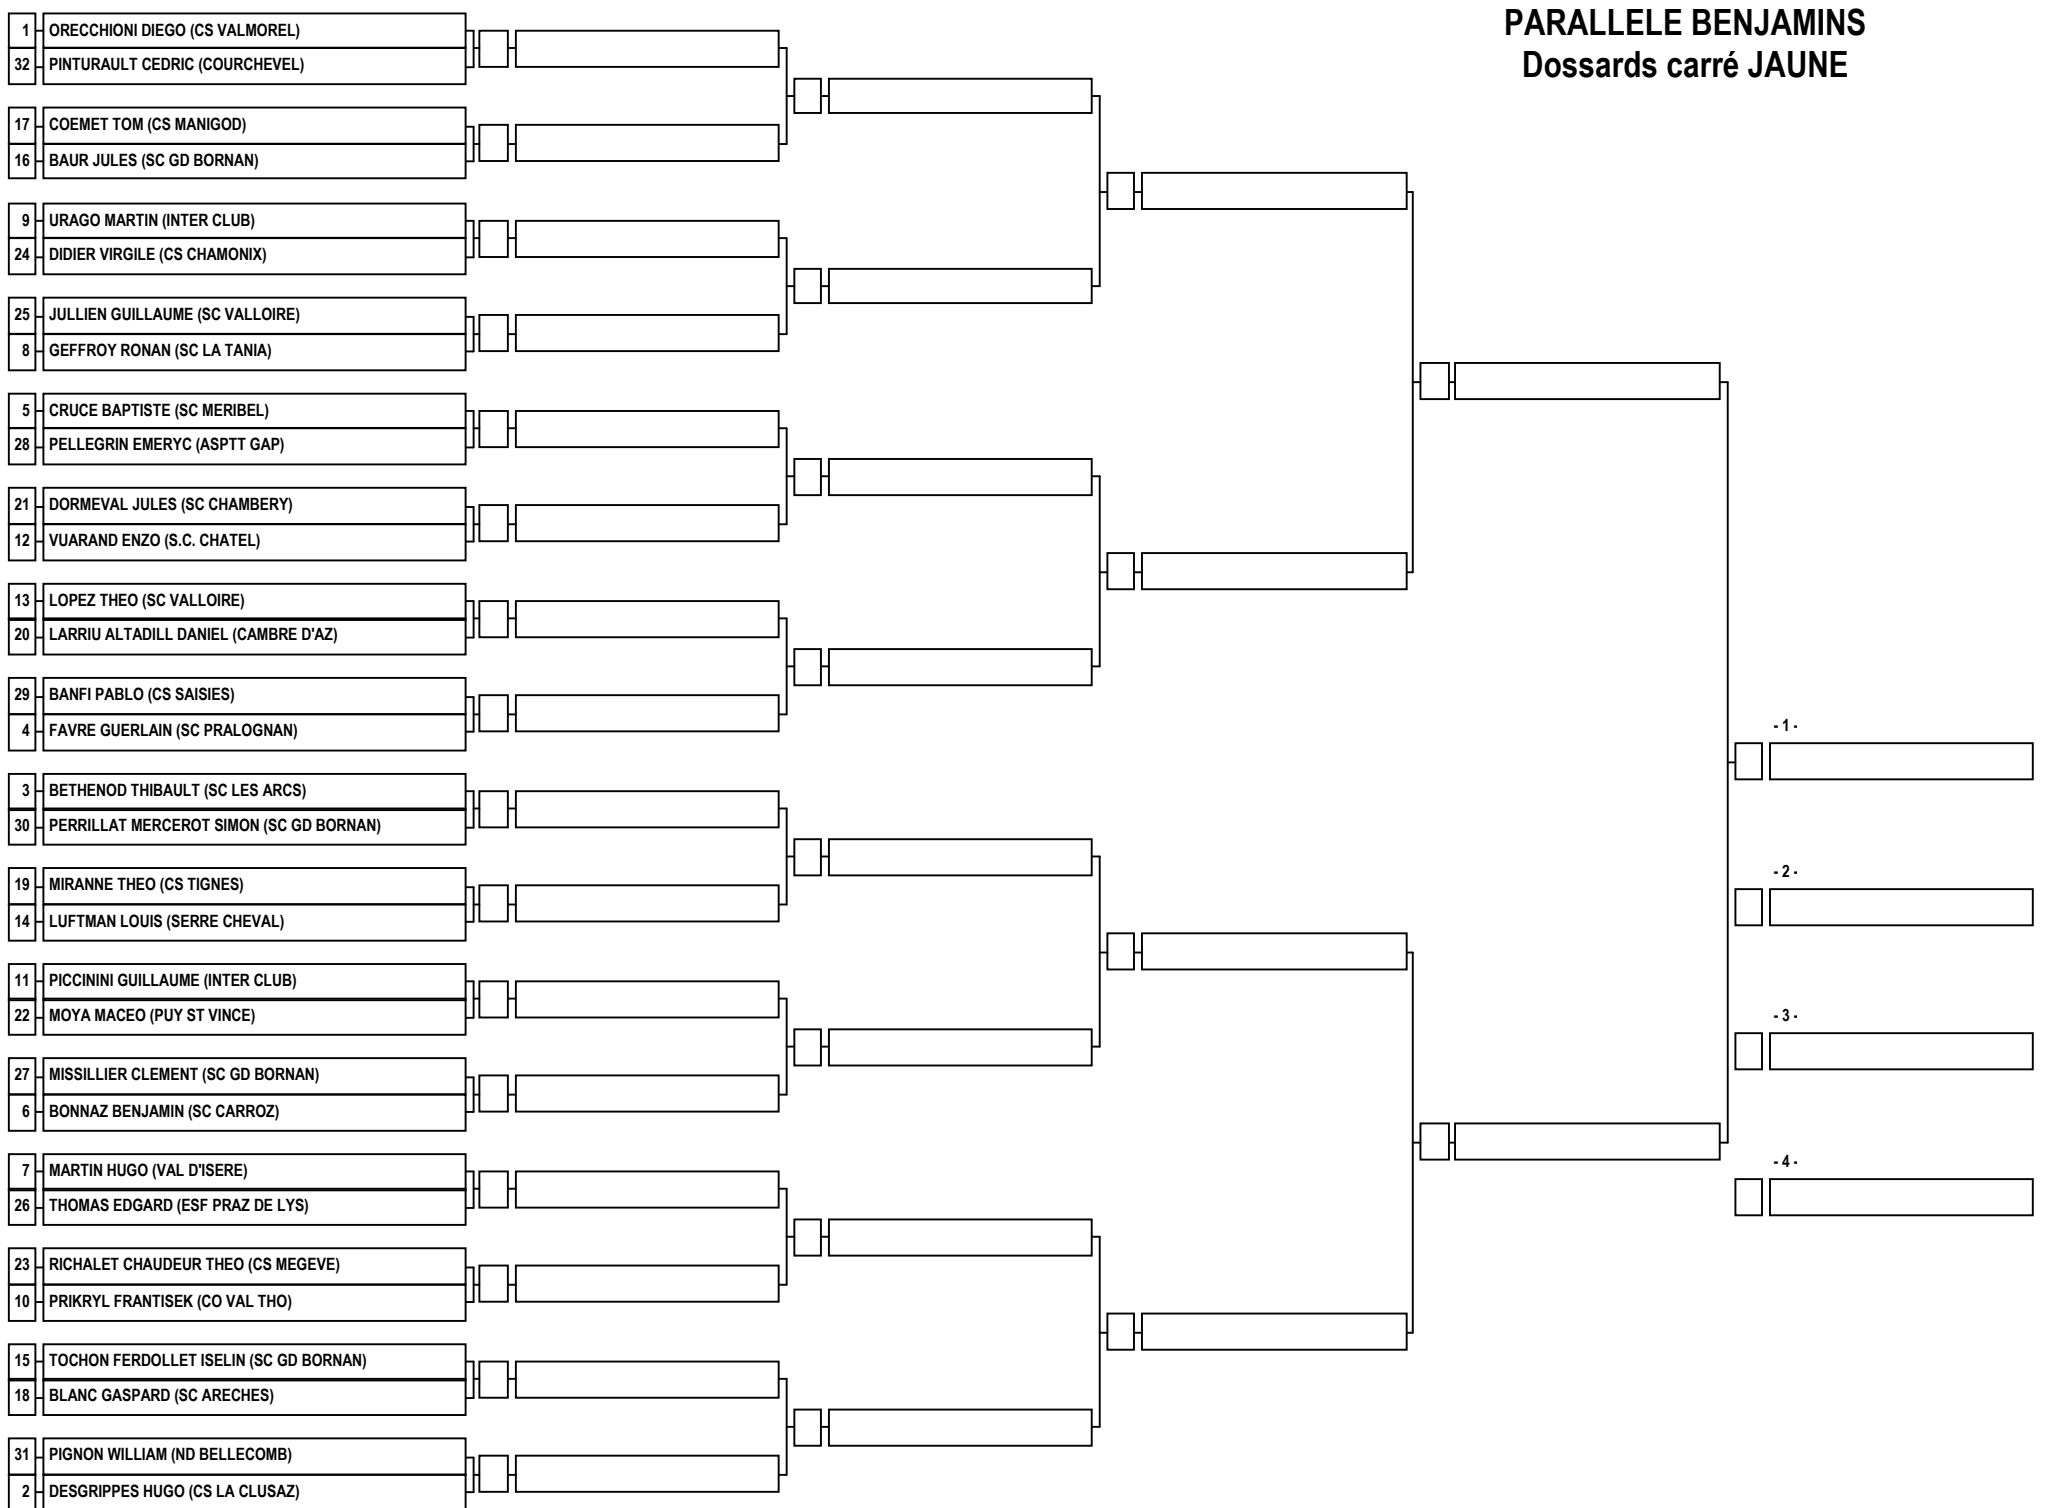 PARALLELE BENJAMINS
Dossards carré JAUNE
1 ORECCHIONI DIEGO (CS VALMOREL)
32 PINTURAULT CEDRIC (COURCHEVEL)
17 COEMET TOM (CS MANIGOD)
16 BAUR JULES (SC GD BORNAN)
9 URAGO MARTIN (INTER CLUB)
24 DIDIER VIRGILE (CS CHAMONIX)
25 JULLIEN GUILLAUME (SC VALLOIRE)
8 GEFFROY RONAN (SC LA TANIA)
5 CRUCE BAPTISTE (SC MERIBEL)
28 PELLEGRIN EMERYC (ASPTT GAP)
21 DORMEVAL JULES (SC CHAMBERY)
12 VUARAND ENZO (S.C. CHATEL)
13 LOPEZ THEO (SC VALLOIRE)
20 LARRIU ALTADILL DANIEL (CAMBRE D'AZ)
29 BANFI PABLO (CS SAISIES)
4 FAVRE GUERLAIN (SC PRALOGNAN)
3 BETHENOD THIBAULT (SC LES ARCS)
30 PERRILLAT MERCEROT SIMON (SC GD BORNAN)
19 MIRANNE THEO (CS TIGNES)
14 LUFTMAN LOUIS (SERRE CHEVAL)
11 PICCININI GUILLAUME (INTER CLUB)
22 MOYA MACEO (PUY ST VINCE)
27 MISSILLIER CLEMENT (SC GD BORNAN)
6 BONNAZ BENJAMIN (SC CARROZ)
7 MARTIN HUGO (VAL D'ISERE)
26 THOMAS EDGARD (ESF PRAZ DE LYS)
23 RICHALET CHAUDEUR THEO (CS MEGEVE)
10 PRIKRYL FRANTISEK (CO VAL THO)
15 TOCHON FERDOLLET ISELIN (SC GD BORNAN)
18 BLANC GASPARD (SC ARECHES)
31 PIGNON WILLIAM (ND BELLECOMB)
2 DESGRIPPES HUGO (CS LA CLUSAZ)
- 1 -
- 2 -
- 3 -
- 4 -